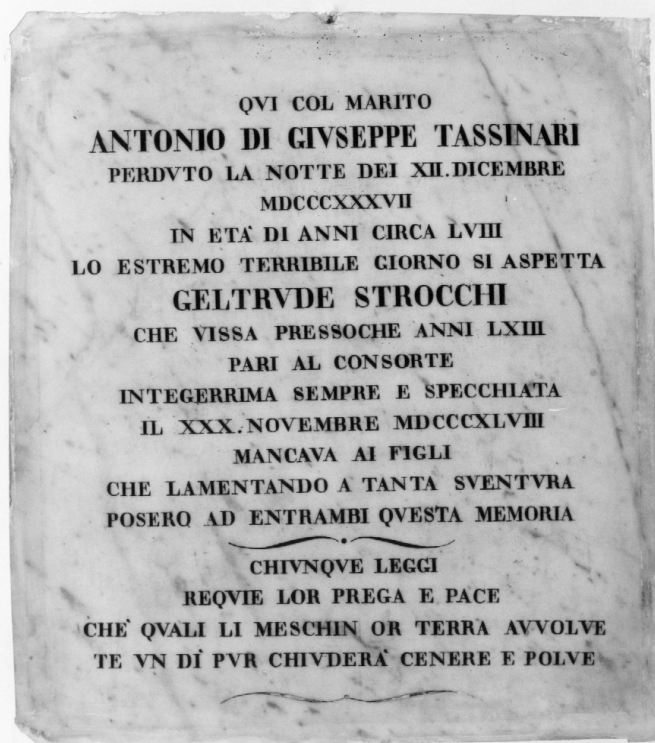 QVI COL MARITO
ANTONIO DI GIVSEPPE TASSINARI
PERDVTO LA NOTTE DEI XII. DICEMBRE
MDCCCXXXVII
IN ETA' DI ANNI CIRCA LVIII
LO ESTREMO TERRIBILE GIORNO SI ASPETTA
GELTRVDE STROCCHI
CHE VISSA PRESSOCHE ANNI LXIII
PARI AL CONSORTE
INTEGERRIMA SEMPRE E SPECCHIATA
IL XXX. NOVEMBRE MDCCCXLVIII
MANCAVA AI FIGLI
CHE LAMENTANDO A TANTA SVENTVRA
POSERO AD ENTRAMBI QVESTA MEMORIA
CHIVNQVE LEGGI
REQVIE LOR PREGA E PACE
CHE' QVALI LI MESCHIN OR TERRA AVVOLVE
TE VN DÌ PVR CHIVDERA' CENERE E POLVE